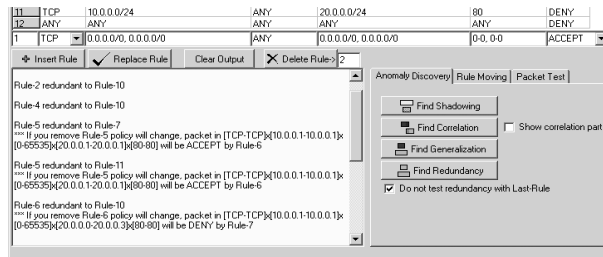 11 TCP 10.0.0.0/24 ANY 20.0.0.0/24 80 DENY
12 ANY ANY ANY ANY ANY DENY
1 TCP 0.0.0.0/0, 0.0.0.0/0 ANY 0.0.0.0/0, 0.0.0.0/0 0-0, 0-0 ACCEPT
Insert Rule Replace Rule Clear Output Delete Rule-> 2
Anomaly Discovery Rule Moving Packet Test
Rule-2 redundant to Rule-10
Rule-4 redundant to Rule-10
Rule-5 redundant to Rule-7
*** If you remove Rule-5 policy will change, packet in [TCP-TCP]x[10.0.0.1-10.0.0.1]x
[0-65535]x[20.0.0.1-20.0.0.1]x[80-80] will be ACCEPT by Rule-6
Rule-5 redundant to Rule-11
*** If you remove Rule-5 policy will change, packet in [TCP-TCP]x[10.0.0.1-10.0.0.1]x
[0-65535]x[20.0.0.1-20.0.0.1]x[80-80] will be ACCEPT by Rule-6
Rule-6 redundant to Rule-10
*** If you remove Rule-6 policy will change, packet in [TCP-TCP]x[10.0.0.1-10.0.0.1]x
[0-65535]x[20.0.0.0-20.0.0.3]x[80-80] will be DENY by Rule-7
Find Shadowing
Find Correlation Show correlation part
Find Generalization
Find Redundancy
Do not test redundancy with Last-Rule